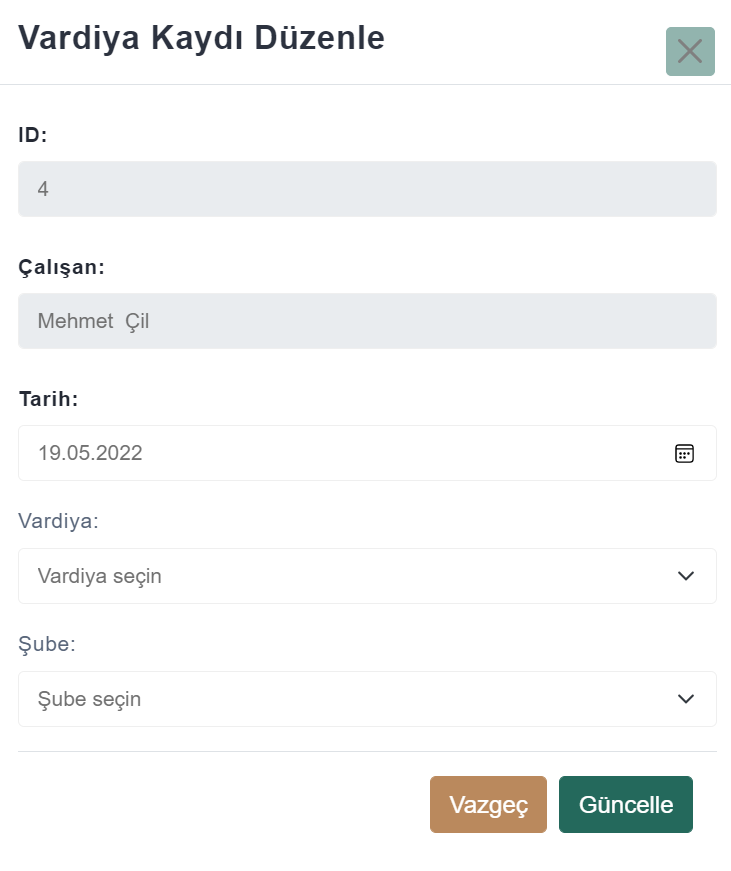 Vardiya Kaydı Düzenle
ID:
4
Çalışan:
Mehmet  Çil
Tarih:
19.05.2022
Vardiya:
Vardiya seçin
Şube:
Şube seçin
Vazgeç Güncelle